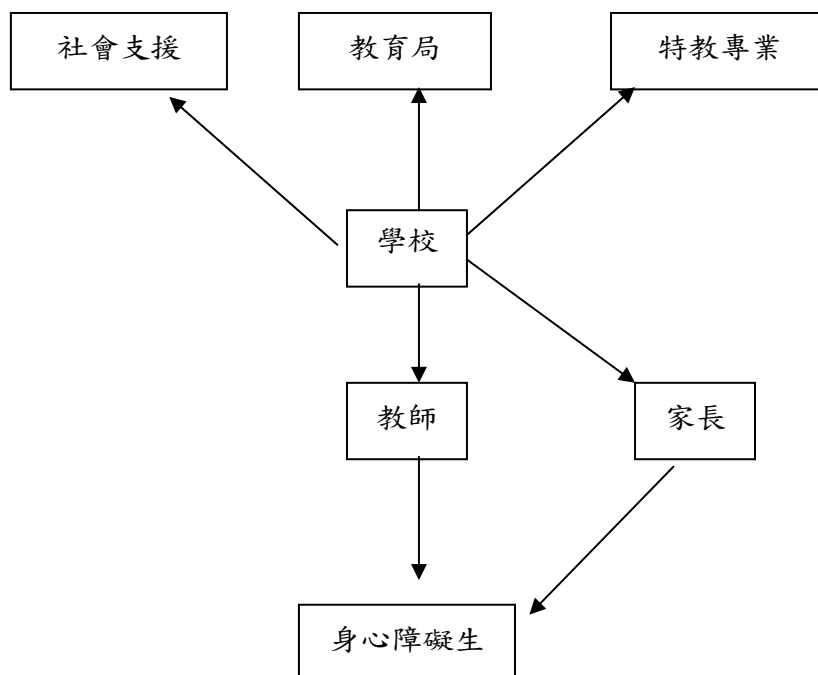 社會支援
教育局
特教專業
學校
教師
家長
身心障礙生